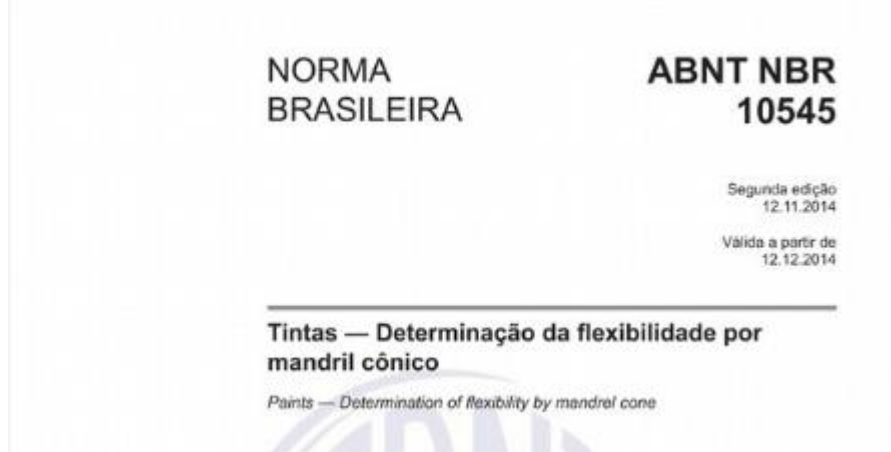 NORMA
BRASILEIRA
ABNT NBR
10545
Segunda edição
12.11.2014
Válida a partir de
12.12.2014
Tintas — Determinação da flexibilidade por
mandril cônico
Paints — Determination of flexibility by mandrel cone